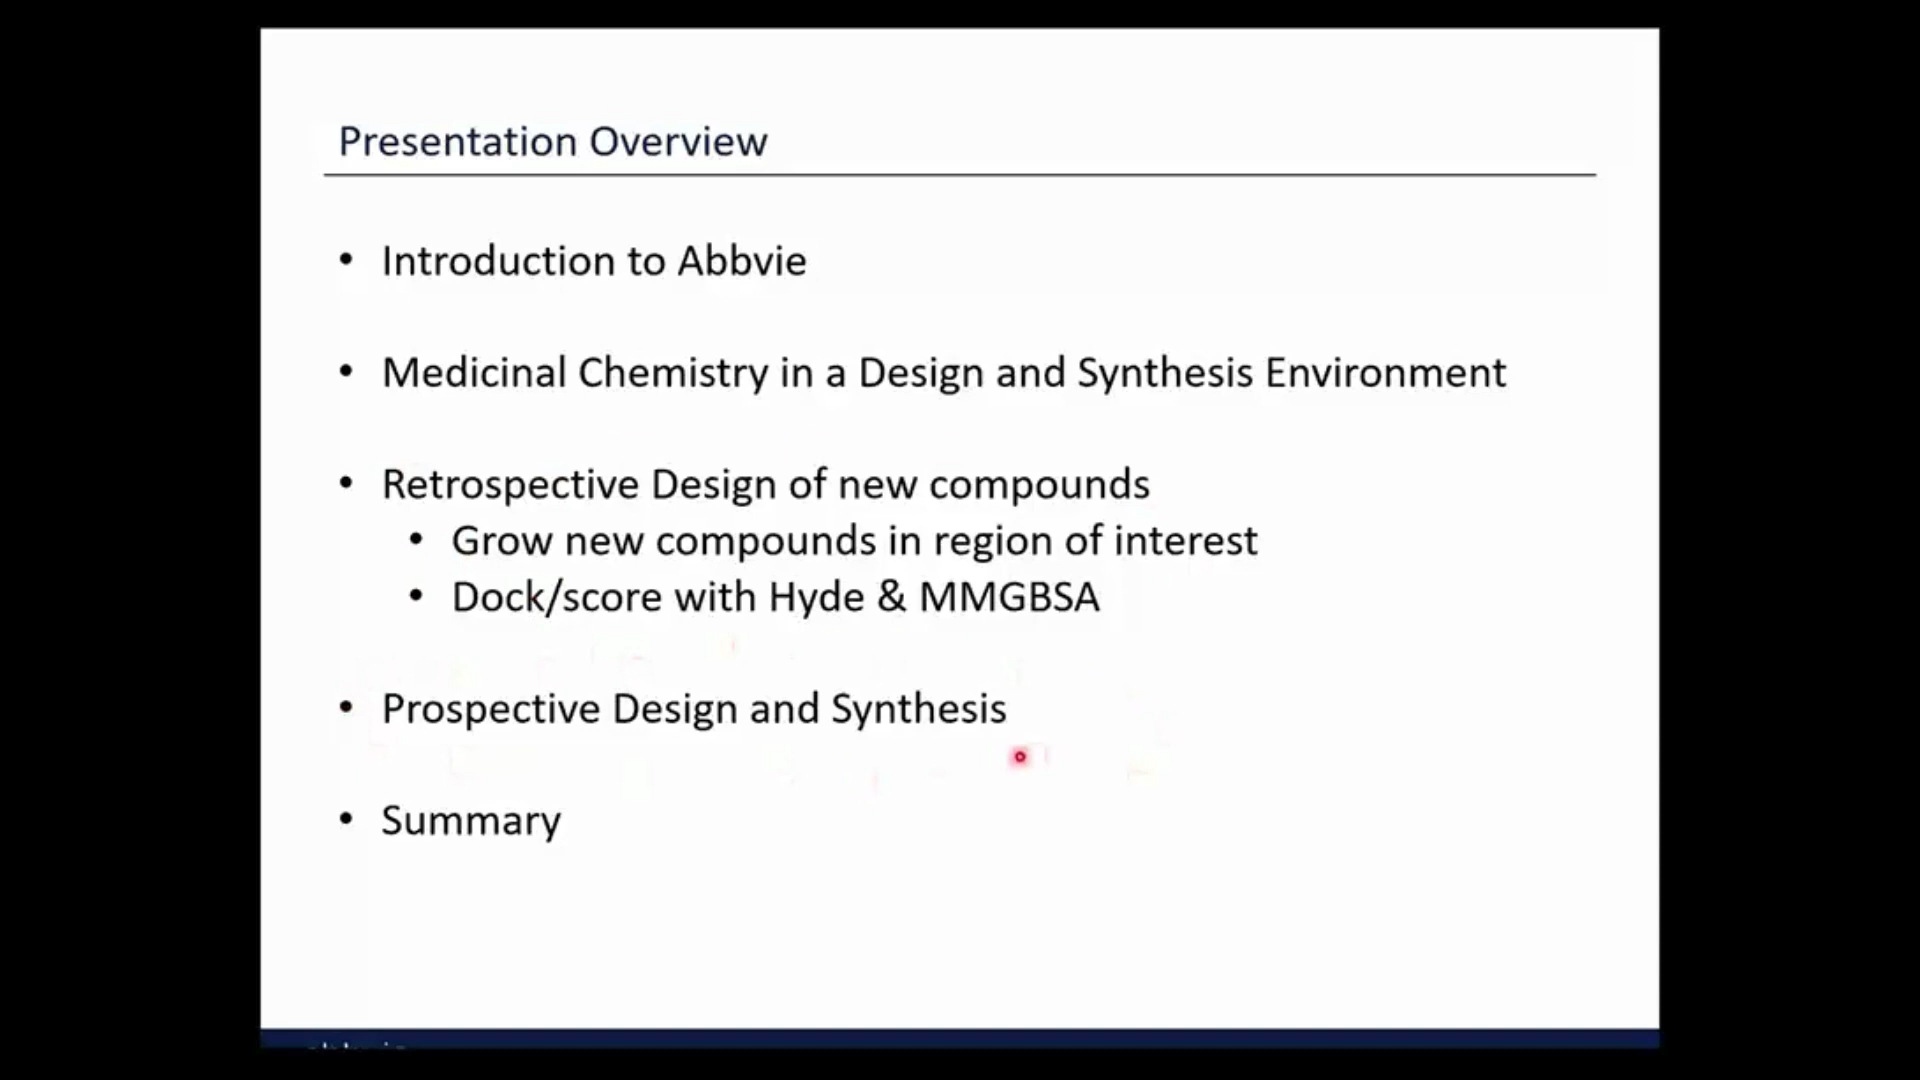 Presentation Overview
• Introduction to Abbvie
• Medicinal Chemistry in a Design and Synthesis Environment
• Retrospective Design of new compounds
• Grow new compounds in region of interest
• Dock/score with Hyde & MMGBSA
• Prospective Design and Synthesis
• Summary